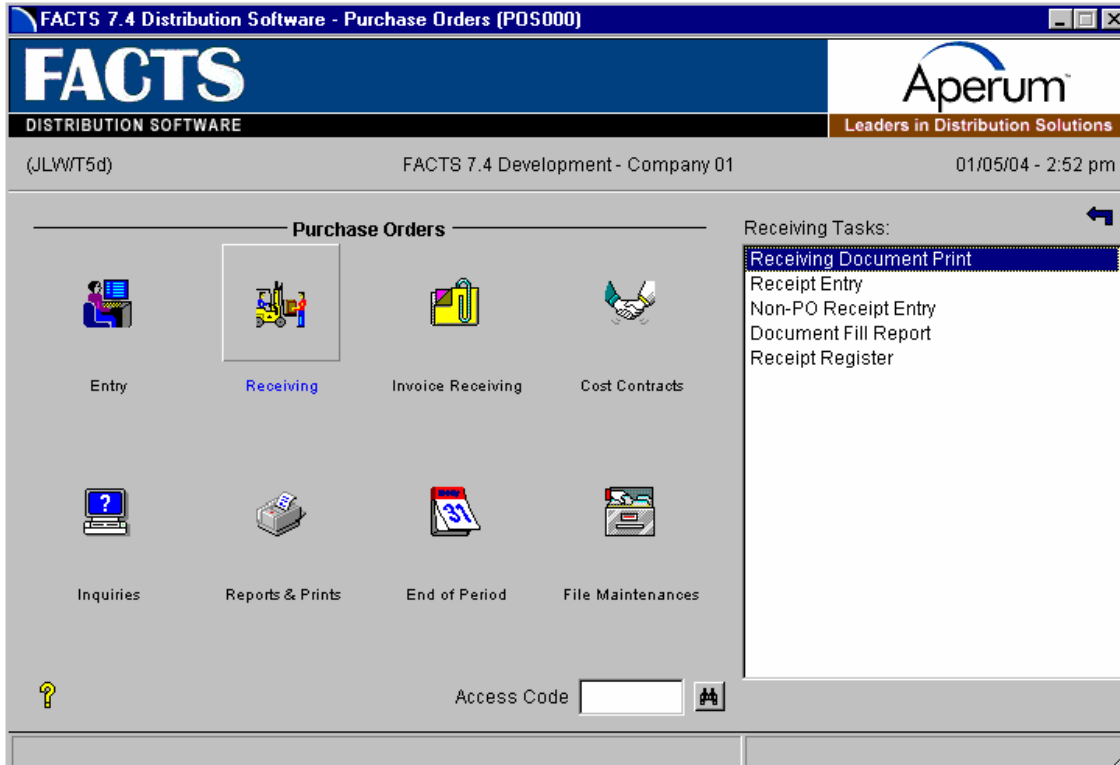 FACTS 7.4 Distribution Software - Purchase Orders (POS000)
FACTS
DISTRIBUTION SOFTWARE
Aperum™
Leaders in Distribution Solutions
(JLW/T5d)
FACTS 7.4 Development - Company 01
01/05/04 - 2:52 pm
Purchase Orders
Entry
Receiving
Invoice Receiving
Cost Contracts
?
31
Inquiries
Reports & Prints
End of Period
File Maintenances
Receiving Tasks:
Receiving Document Print
Receipt Entry
Non-PO Receipt Entry
Document Fill Report
Receipt Register
?
Access Code